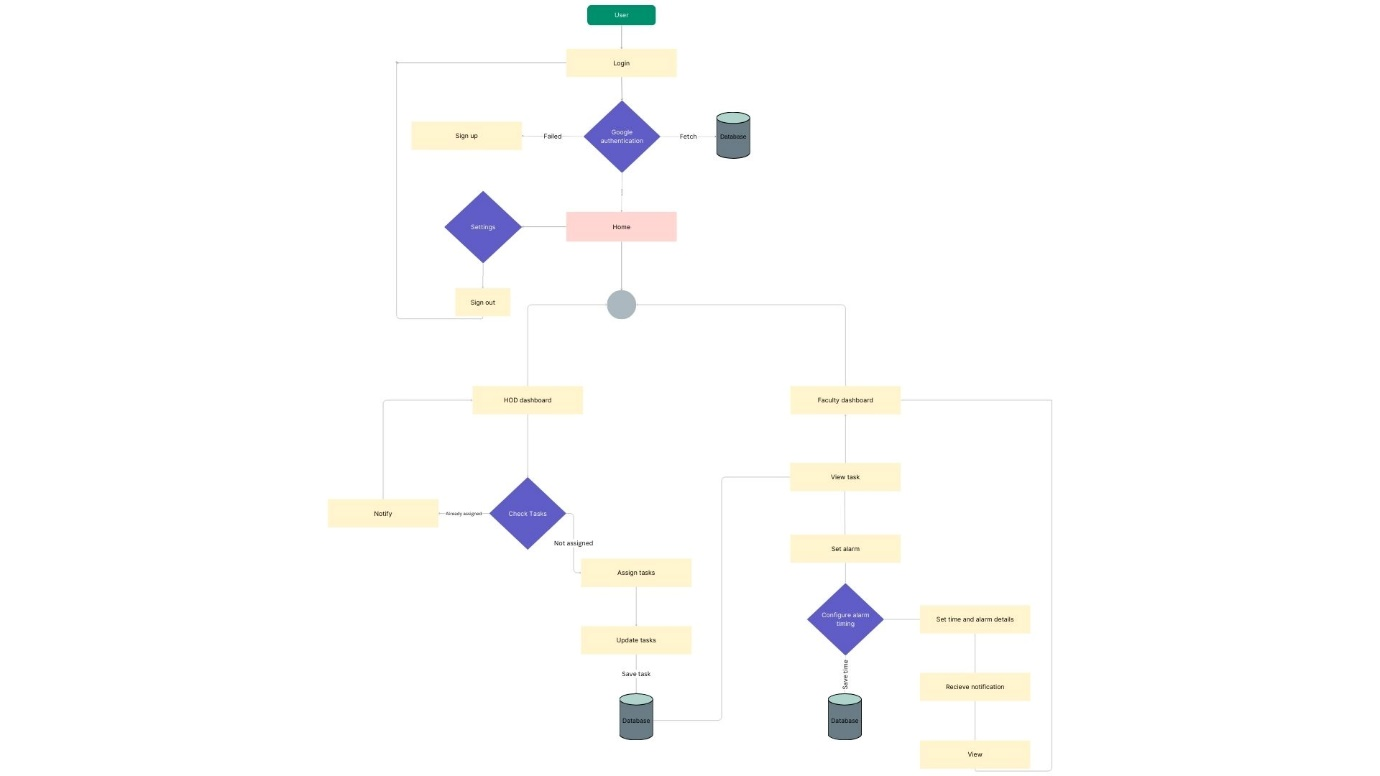 User
Login
Google
authentication
Failed
Sign up
Fetch
Database
Settings
Home
Sign out
HOD dashboard
Faculty dashboard
View task
Notify
Already assigned
Check Tasks
Not assigned
Set alarm
Assign tasks
Configure alarm
timing
Set time and alarm details
Update tasks
Save task
Save time
Recieve notification
Database
Database
View